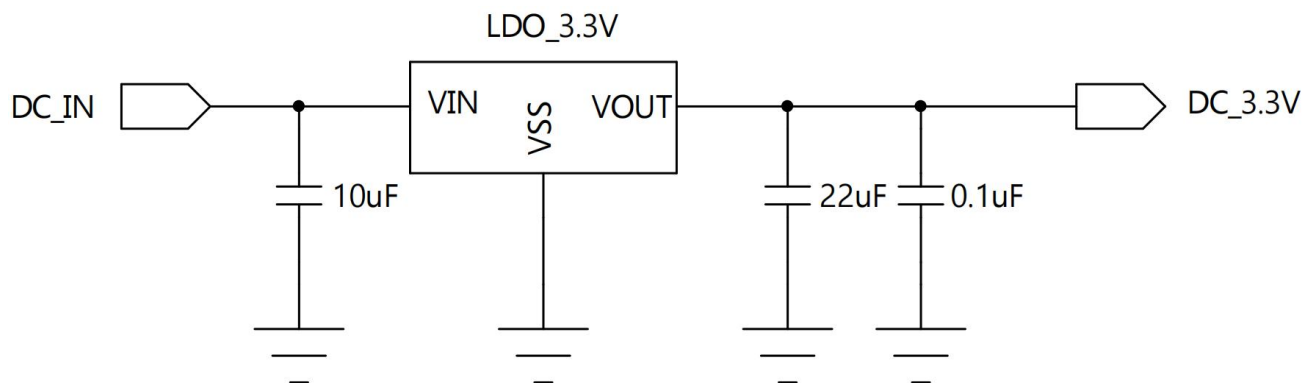 LDO_3.3V
DC_IN
VIN
VSS
VOUT
DC_3.3V
10uF
22uF
0.1uF